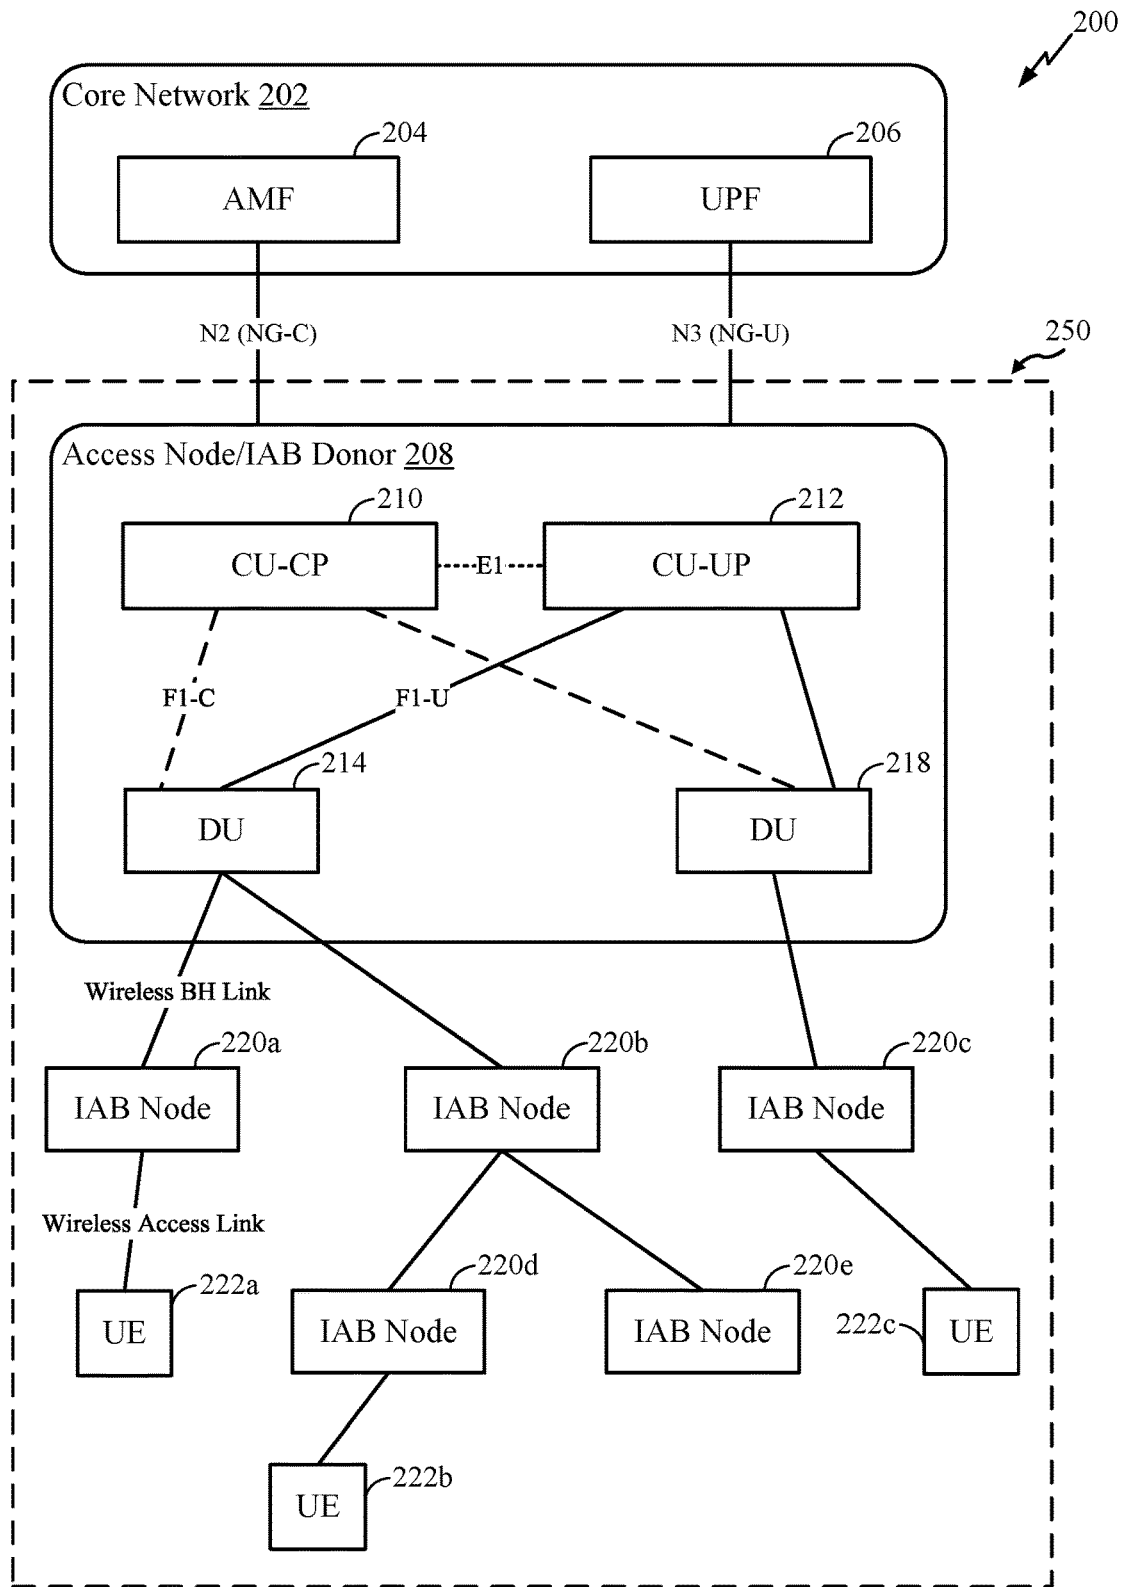 200
Core Network 202
204
206
AMF
UPF
N2 (NG-C)
N3 (NG-U)
250
Access Node/IAB Donor 208
210
212
CU-CP
E1
CU-UP
F1-C
F1-U
214
218
DU
DU
Wireless BH Link
220a
220b
220c
IAB Node
IAB Node
IAB Node
Wireless Access Link
220d
220e
222a
UE
IAB Node
IAB Node
222c
UE
222b
UE